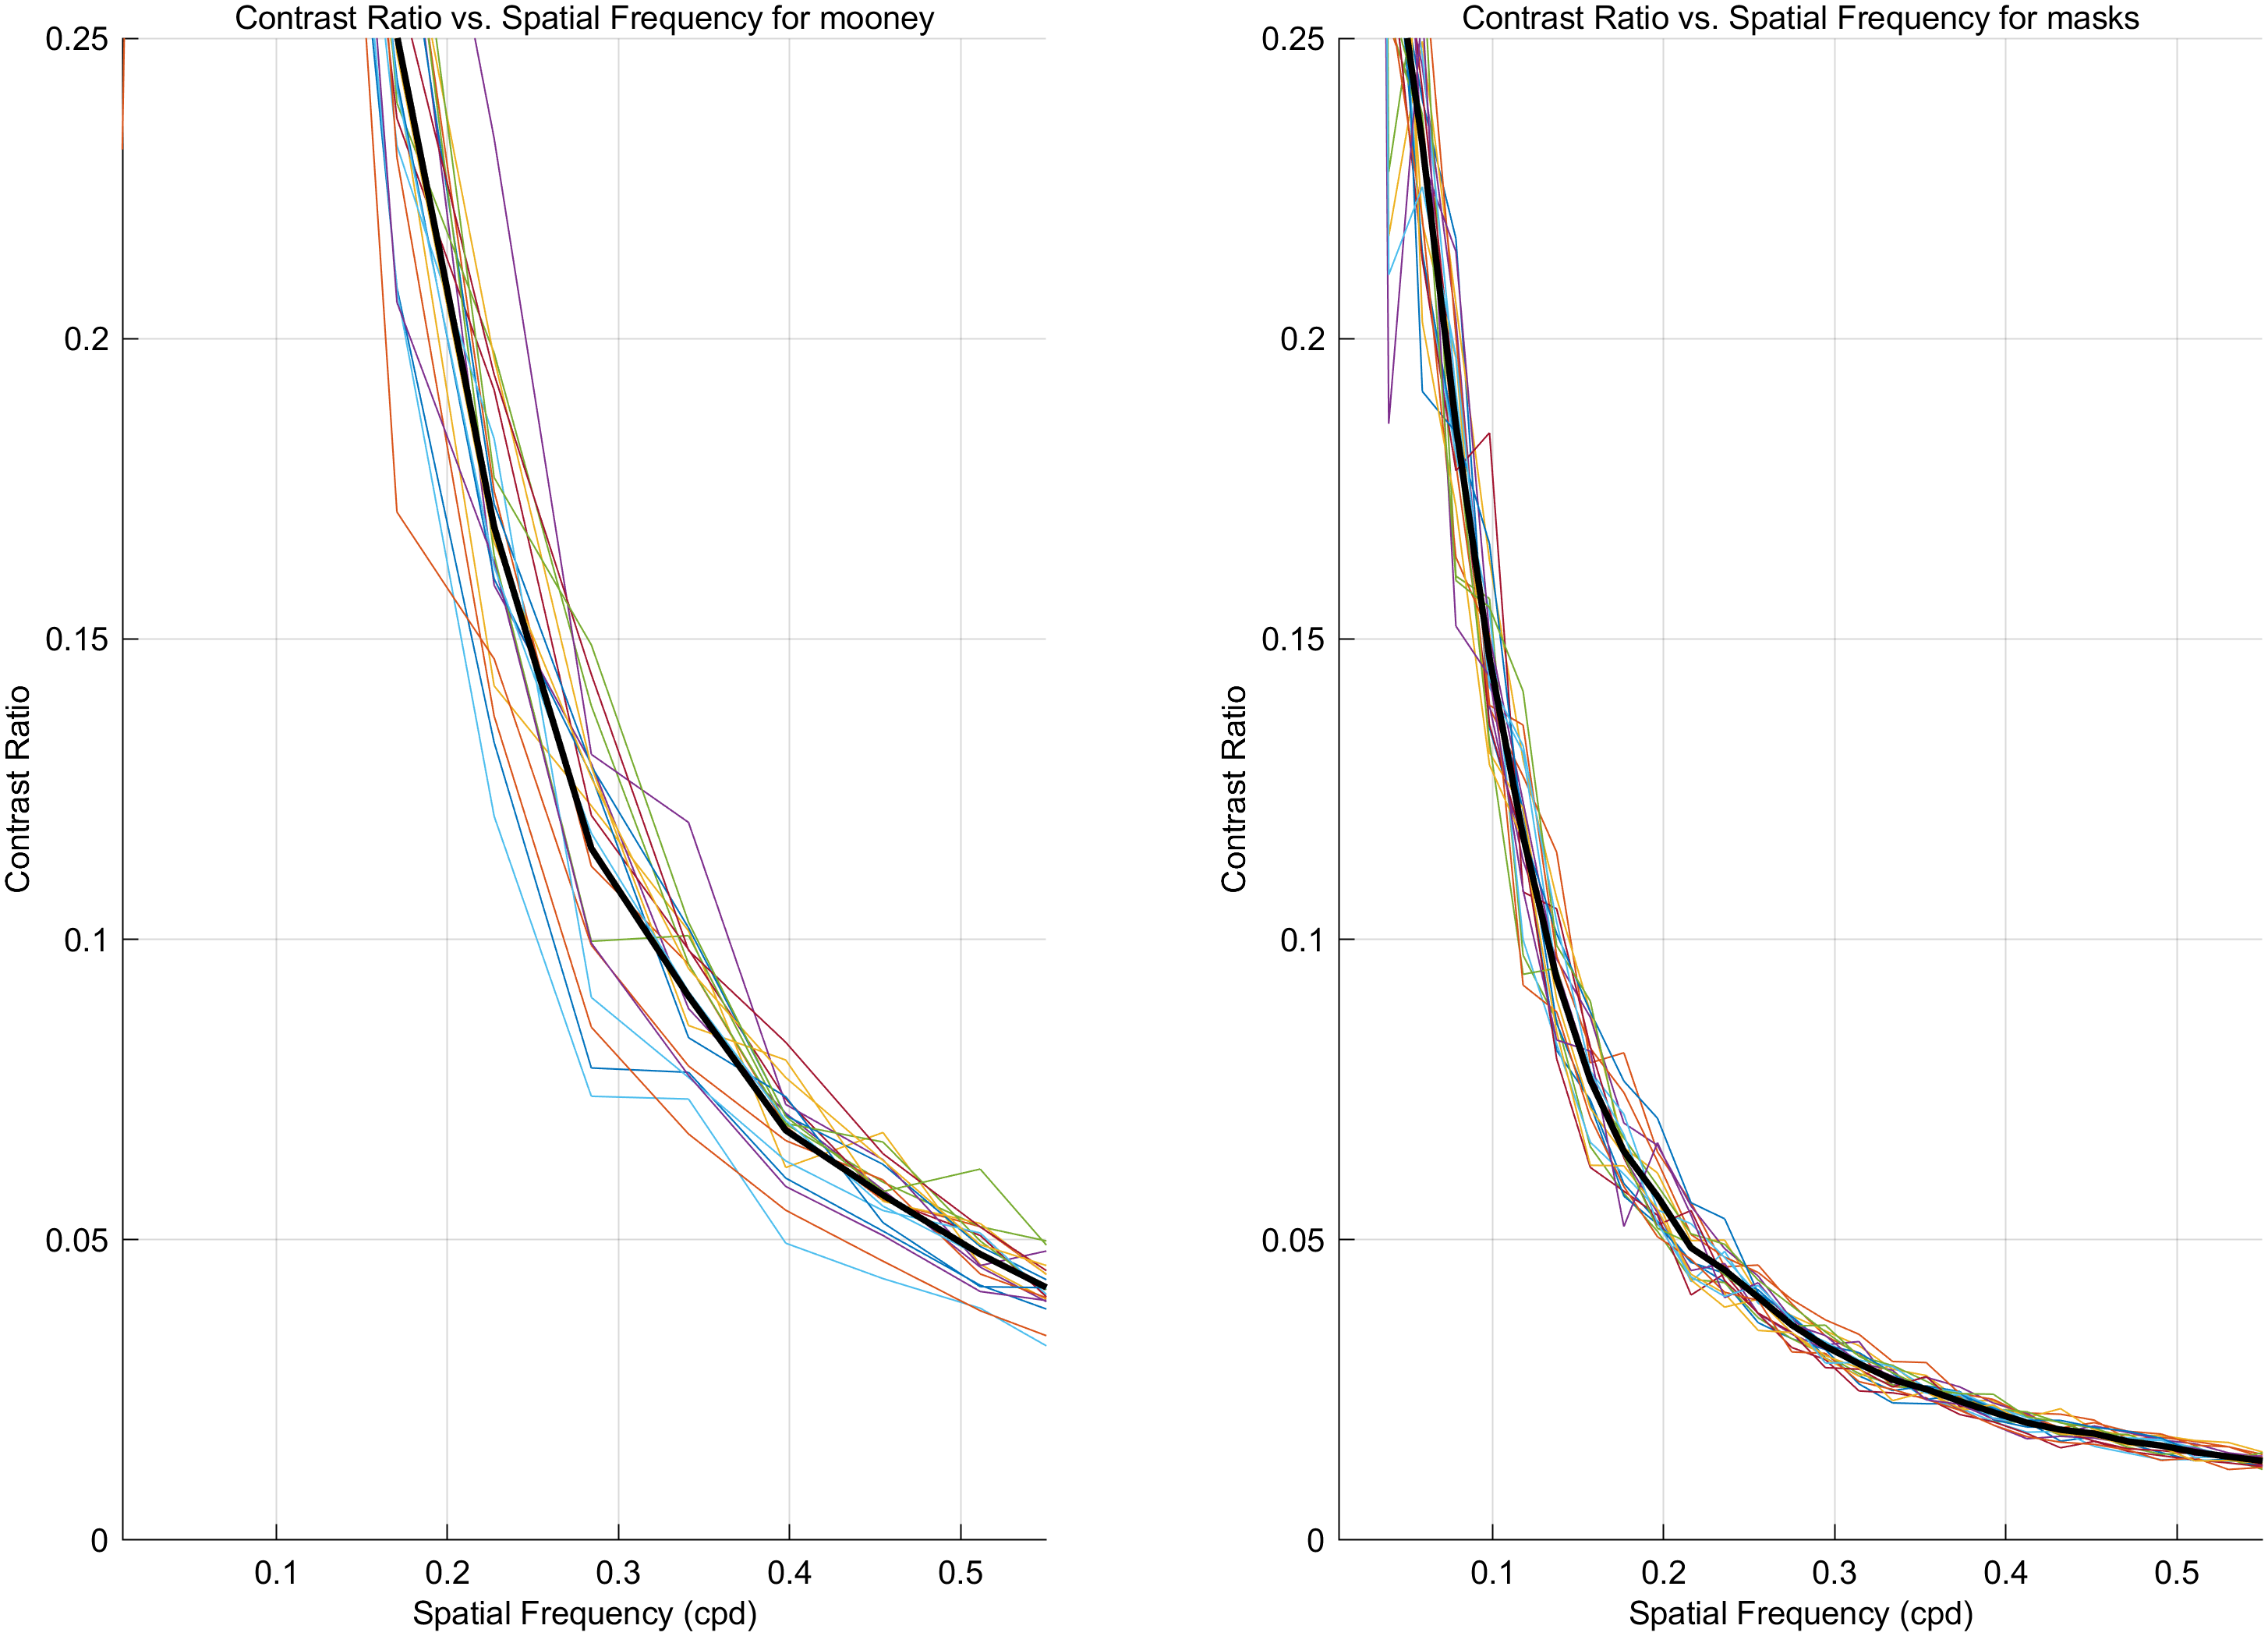 Contrast Ratio vs. Spatial Frequency for mooney
0.25
0.2
0.15
0.1
0.05
0
Contrast Ratio
0.1 0.2 0.3 0.4 0.5
Spatial Frequency (cpd)
Contrast Ratio vs. Spatial Frequency for masks
0.25
0.2
0.15
0.1
0.05
0
Contrast Ratio
0.1 0.2 0.3 0.4 0.5
Spatial Frequency (cpd)